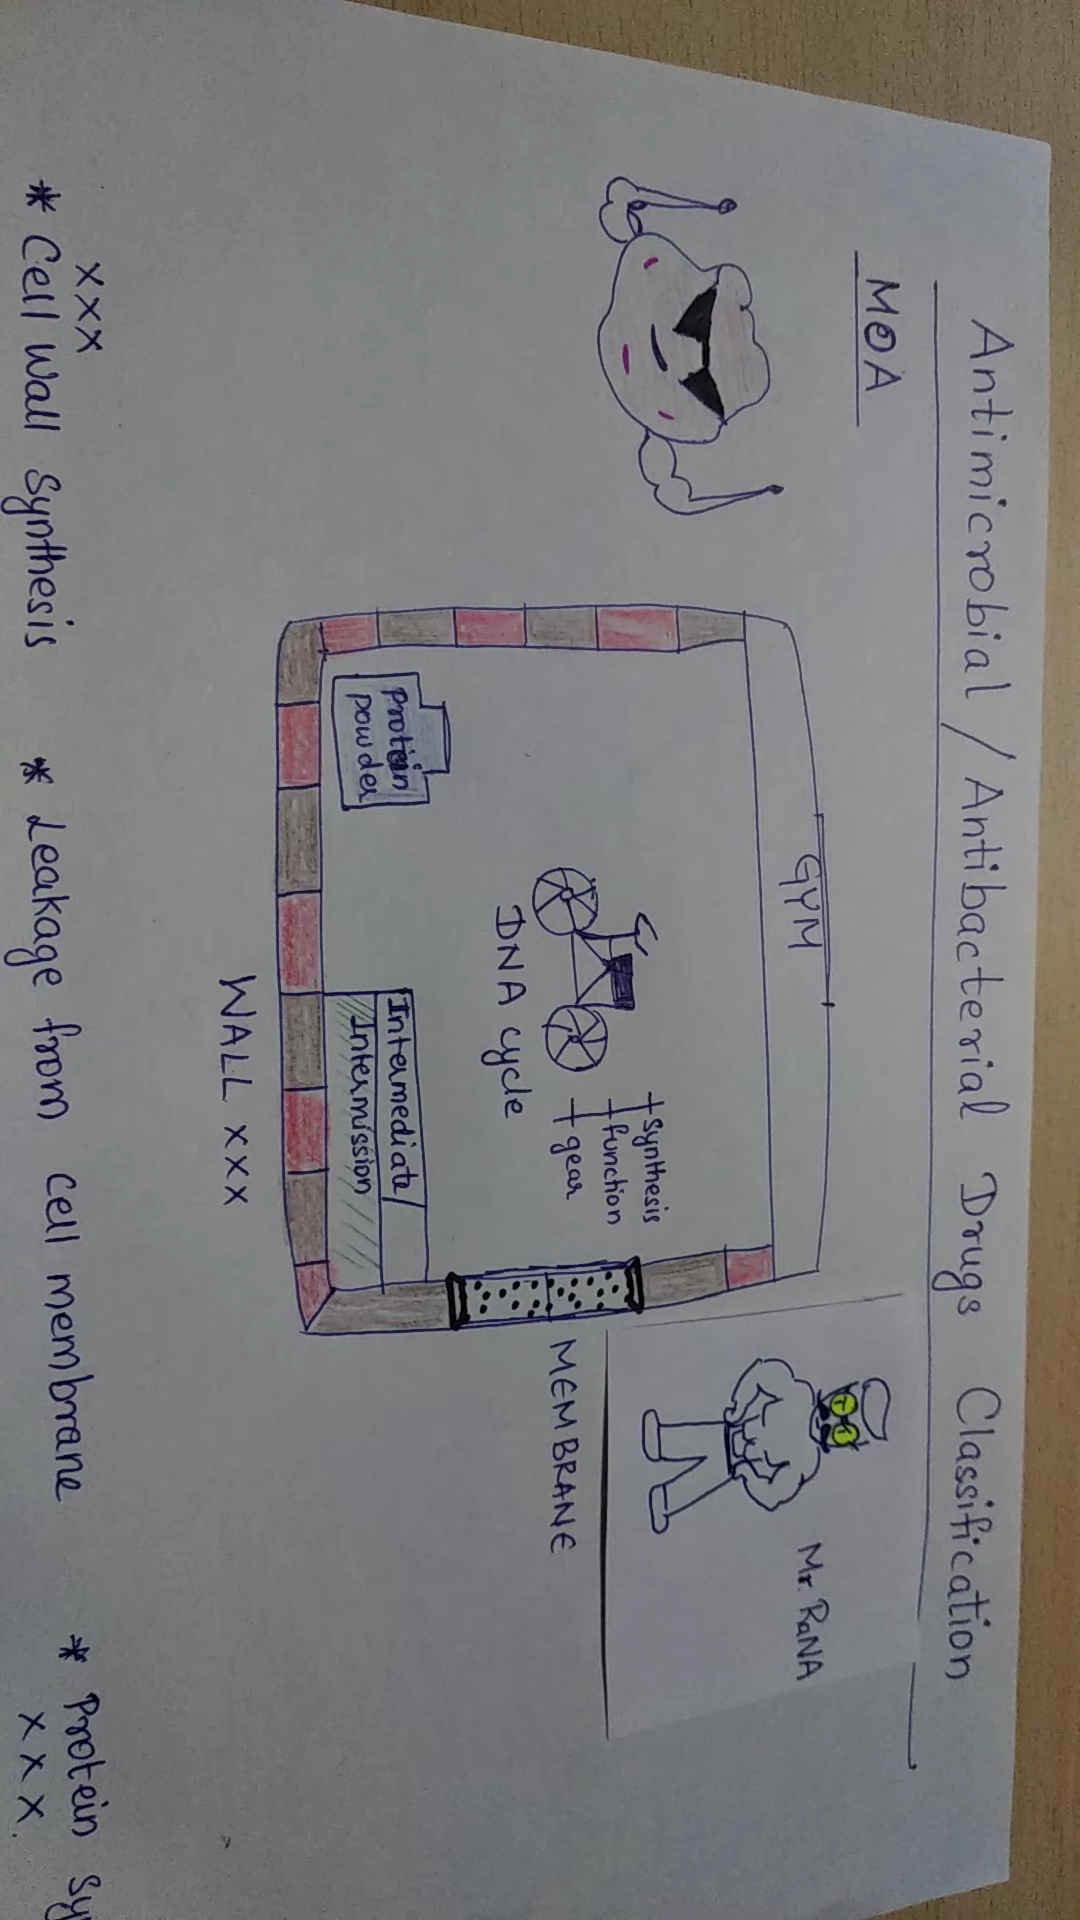 Antimicrobial / Antibacterial Drugs Classification
MOA
Mr. RaNA
GYM
synthesis
function
gear
DNA cycle
MEMBRANE
Protein
powder
Intermediate/
Intermission
WALL xxx
xxx
* Cell wall synthesis
* Leakage from cell membrane
* Protein sy
xxx.